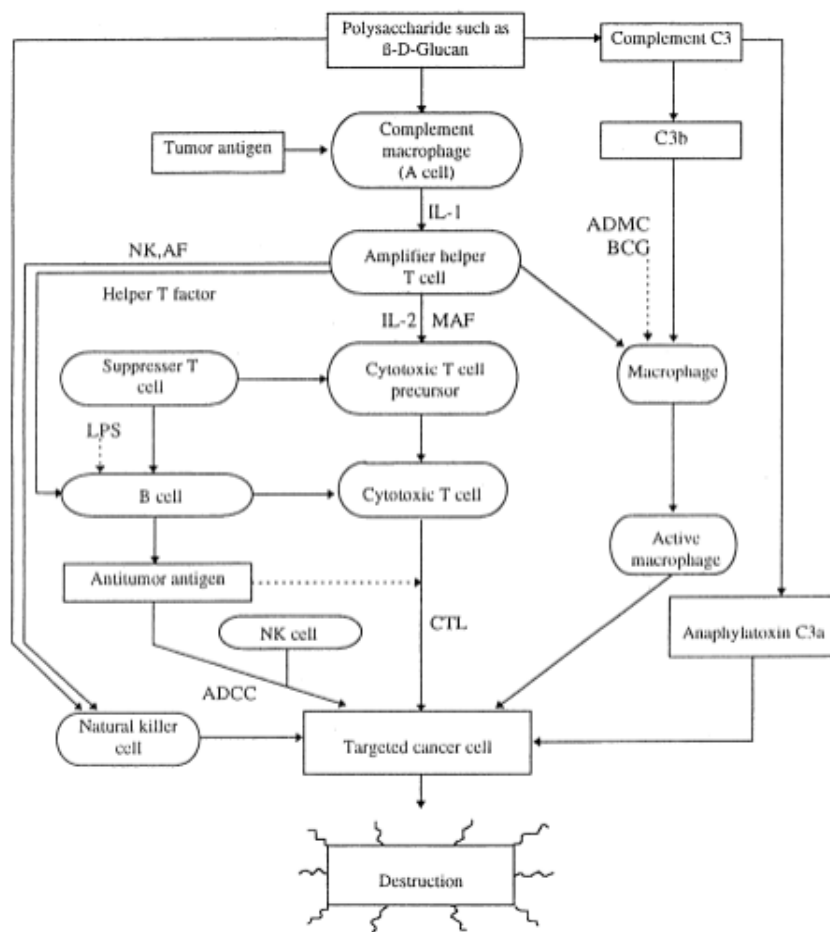 Polysaccharide such as
ß-D-Glucan
Complement C3
Tumor antigen
Complement
macrophage
(A cell)
C3b
IL-1
ADMC
BCG
NK,AF
Amplifier helper
T cell
Helper T factor
IL-2 MAF
Suppresser T
cell
Cytotoxic T cell
precursor
Macrophage
LPS
B cell
Cytotoxic T cell
Active
macrophage
Antitumor antigen
NK cell
CTL
Anaphylatoxin C3a
ADCC
Natural killer
cell
Targeted cancer cell
Destruction